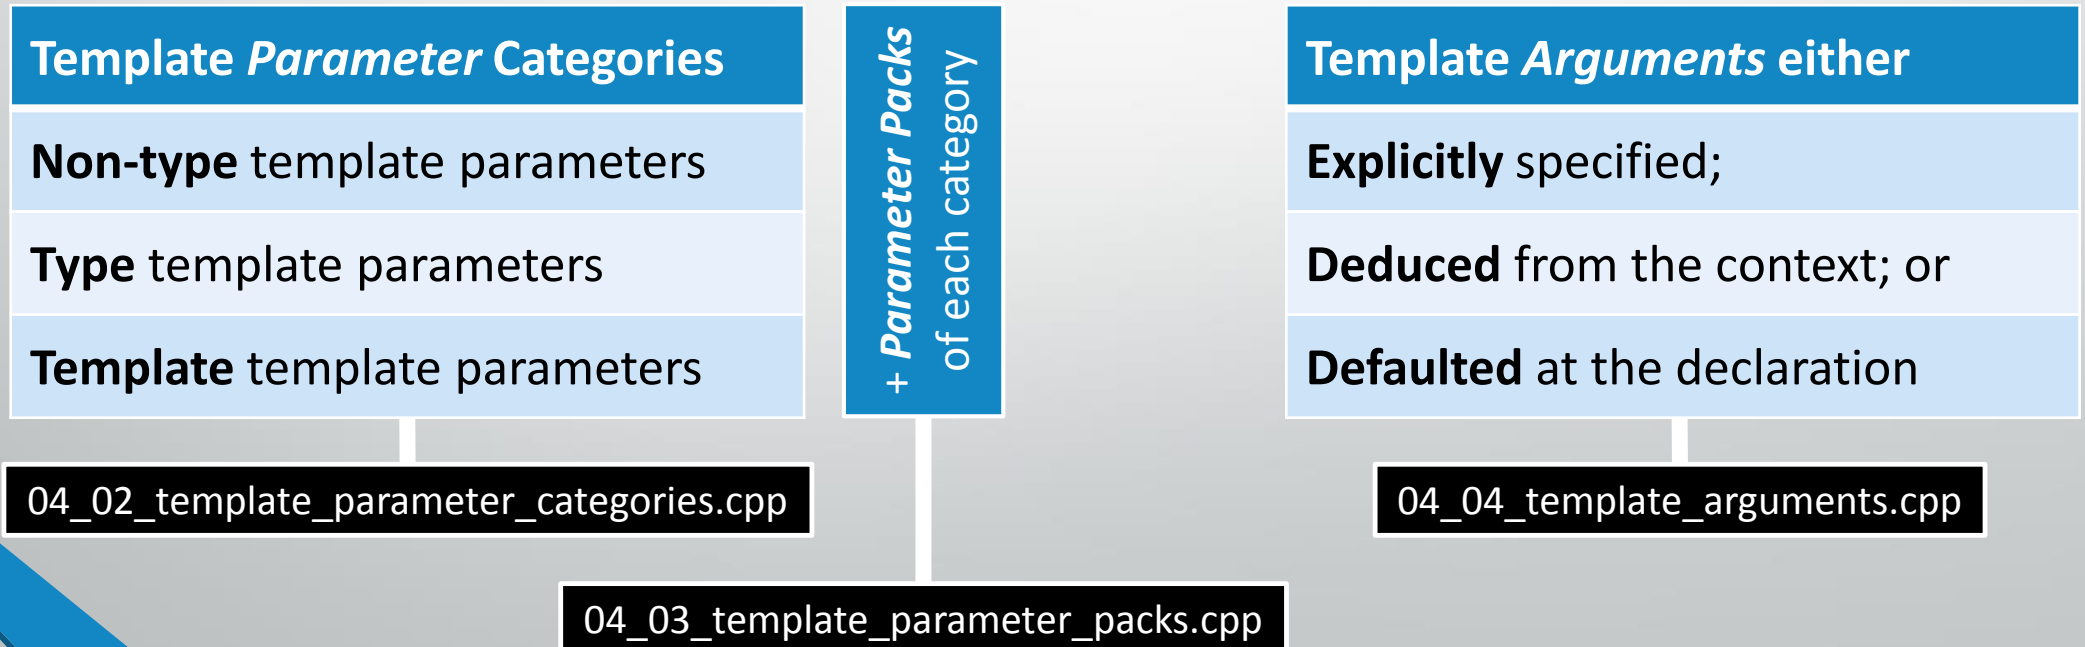 Template Parameter Categories
Non-type template parameters
Type template parameters
Template template parameters
04_02_template_parameter_categories.cpp
+ Parameter Packs
of each category
04_03_template_parameter_packs.cpp
Template Arguments either
Explicitly specified;
Deduced from the context; or
Defaulted at the declaration
04_04_template_arguments.cpp